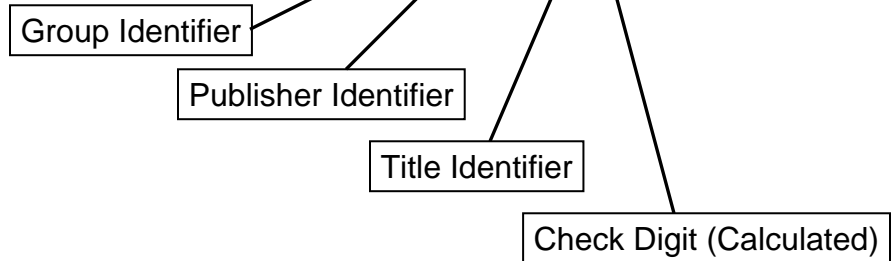 Group Identifier
Publisher Identifier
Title Identifier
Check Digit (Calculated)